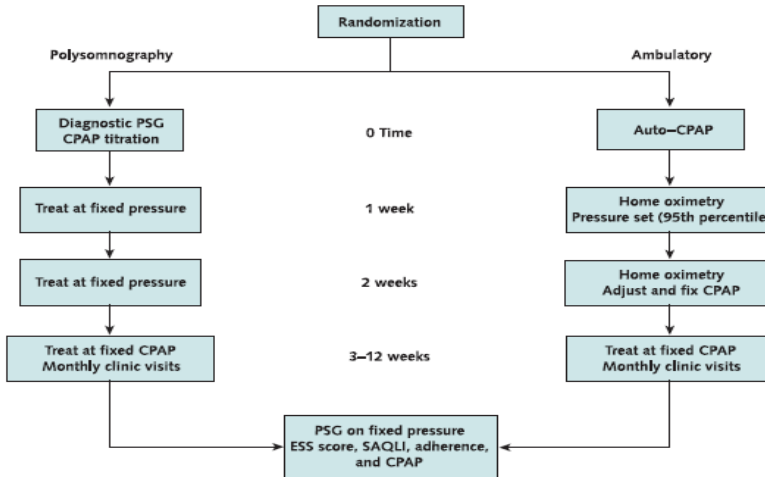 Randomization
Polysomnography
Ambulatory
Diagnostic PSG
CPAP titration
0 Time
Auto–CPAP
Treat at fixed pressure
1 week
Home oximetry
Pressure set (95th percentile
Treat at fixed pressure
2 weeks
Home oximetry
Adjust and fix CPAP
Treat at fixed CPAP
Monthly clinic visits
3–12 weeks
Treat at fixed CPAP
Monthly clinic visits
PSG on fixed pressure
ESS score, SAQLI, adherence,
and CPAP